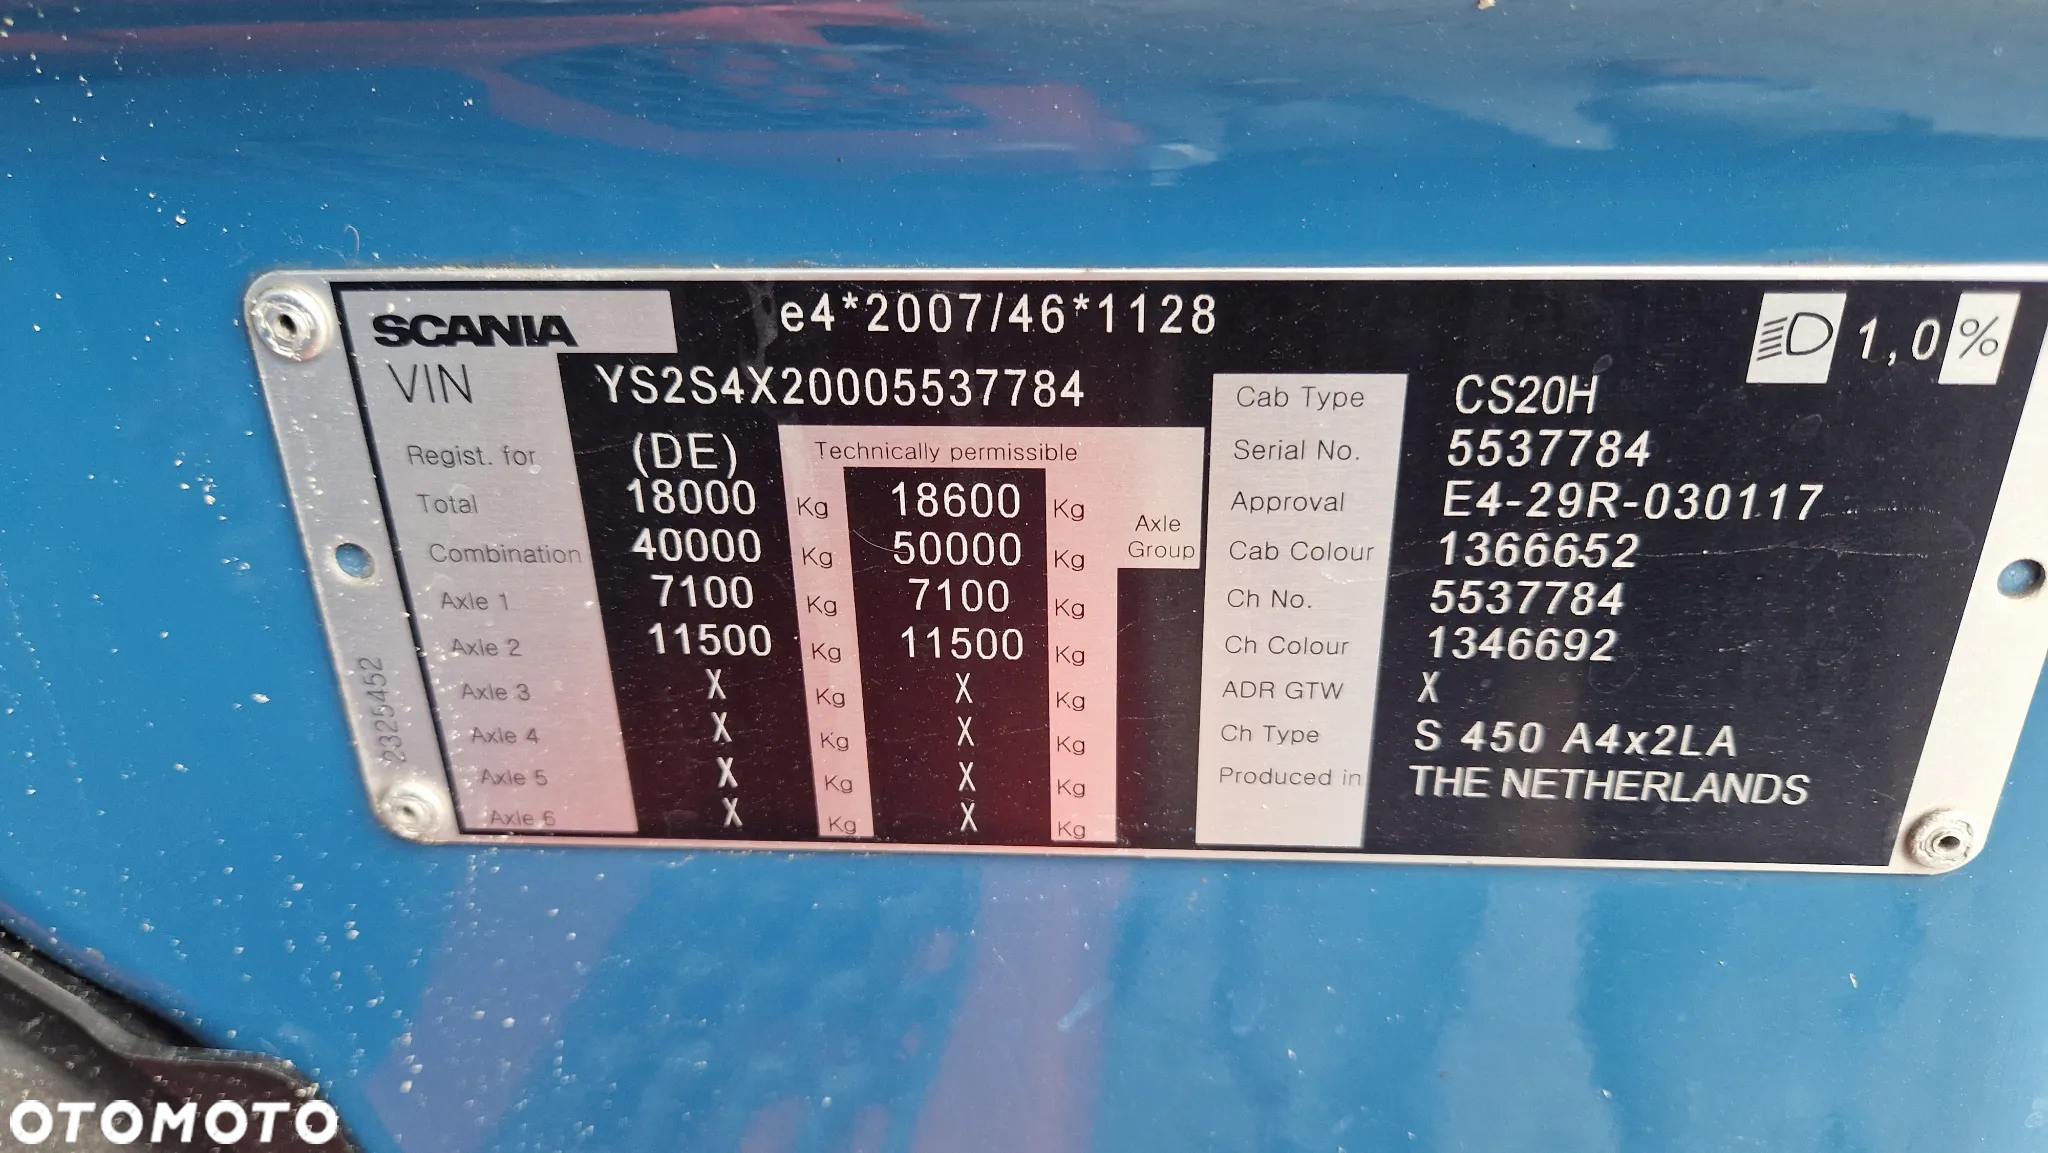 SCANIA e4*2007/46*1128 1,0 %
VIN YS2S4X20005537784 Cab Type CS20H
Regist. for (DE) Technically permissible Serial No. 5537784
Total 18000 Kg 18600 Kg Axle Group Approval E4-29R-030117
Combination 40000 Kg 50000 Kg Cab Colour 1366652
Axle 1 7100 Kg 7100 Kg Ch No. 5537784
Axle 2 11500 Kg 11500 Kg Ch Colour 1346692
Axle 3 X Kg X Kg ADR GTW X
Axle 4 X Kg X Kg Ch Type S 450 A4x2LA
Axle 5 X Kg X Kg Produced in THE NETHERLANDS
Axle 6 X Kg X Kg
2325452
OTOMOTO